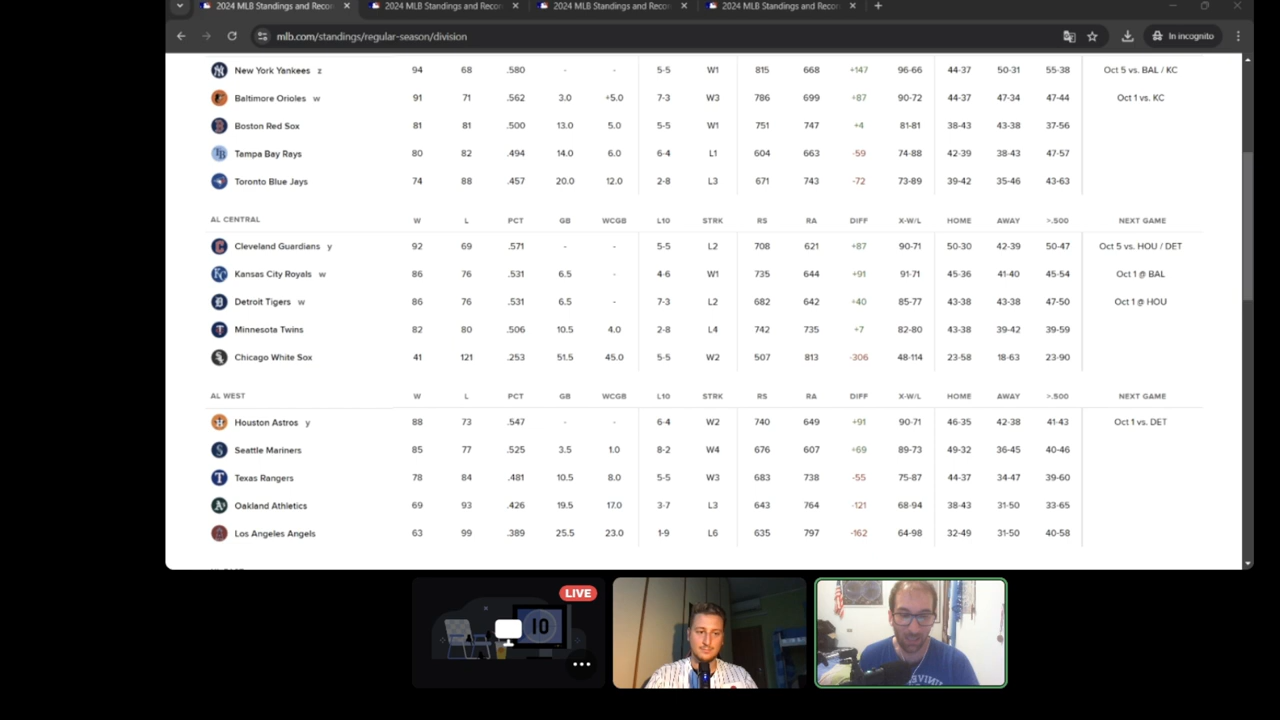 2024 MLB Standings and Recor 2024 MLB Standings and Recor 2024 MLB Standings and Recor 2024 MLB Standings and Recor
mlb.com/standings/regular-season/division In incognito
New York Yankees z 94 68 .580 - - 5-5 W1 815 668 +147 96-66 44-37 50-31 55-38 Oct 5 vs. BAL / KC
Baltimore Orioles w 91 71 .562 3.0 +5.0 7-3 W3 786 699 +87 90-72 44-37 47-34 47-44 Oct 1 vs. KC
Boston Red Sox 81 81 .500 13.0 5.0 5-5 W1 751 747 +4 81-81 38-43 43-38 37-56
Tampa Bay Rays 80 82 .494 14.0 6.0 6-4 L1 604 663 -59 74-88 42-39 38-43 47-57
Toronto Blue Jays 74 88 .457 20.0 12.0 2-8 L3 671 743 -72 73-89 39-42 35-46 43-63
AL CENTRAL W L PCT GB WCGB L10 STRK RS RA DIFF X-W/L HOME AWAY >.500 NEXT GAME
Cleveland Guardians y 92 69 .571 - - 5-5 L2 708 621 +87 90-71 50-30 42-39 50-47 Oct 5 vs. HOU / DET
Kansas City Royals w 86 76 .531 6.5 - 4-6 W1 735 644 +91 91-71 45-36 41-40 45-54 Oct 1 @ BAL
Detroit Tigers w 86 76 .531 6.5 - 7-3 L2 682 642 +40 85-77 43-38 43-38 47-50 Oct 1 @ HOU
Minnesota Twins 82 80 .506 10.5 4.0 2-8 L4 742 735 +7 82-80 43-38 39-42 39-59
Chicago White Sox 41 121 .253 51.5 45.0 5-5 W2 507 813 -306 48-114 23-58 18-63 23-90
AL WEST W L PCT GB WCGB L10 STRK RS RA DIFF X-W/L HOME AWAY >.500 NEXT GAME
Houston Astros y 88 73 .547 - - 6-4 W2 740 649 +91 90-71 46-35 42-38 41-43 Oct 1 vs. DET
Seattle Mariners 85 77 .525 3.5 1.0 8-2 W4 676 607 +69 89-73 49-32 36-45 40-46
Texas Rangers 78 84 .481 10.5 8.0 5-5 W3 683 738 -55 75-87 44-37 34-47 39-60
Oakland Athletics 69 93 .426 19.5 17.0 3-7 L3 643 764 -121 68-94 38-43 31-50 33-65
Los Angeles Angels 63 99 .389 25.5 23.0 1-9 L6 635 797 -162 64-98 32-49 31-50 40-58
LIVE
10